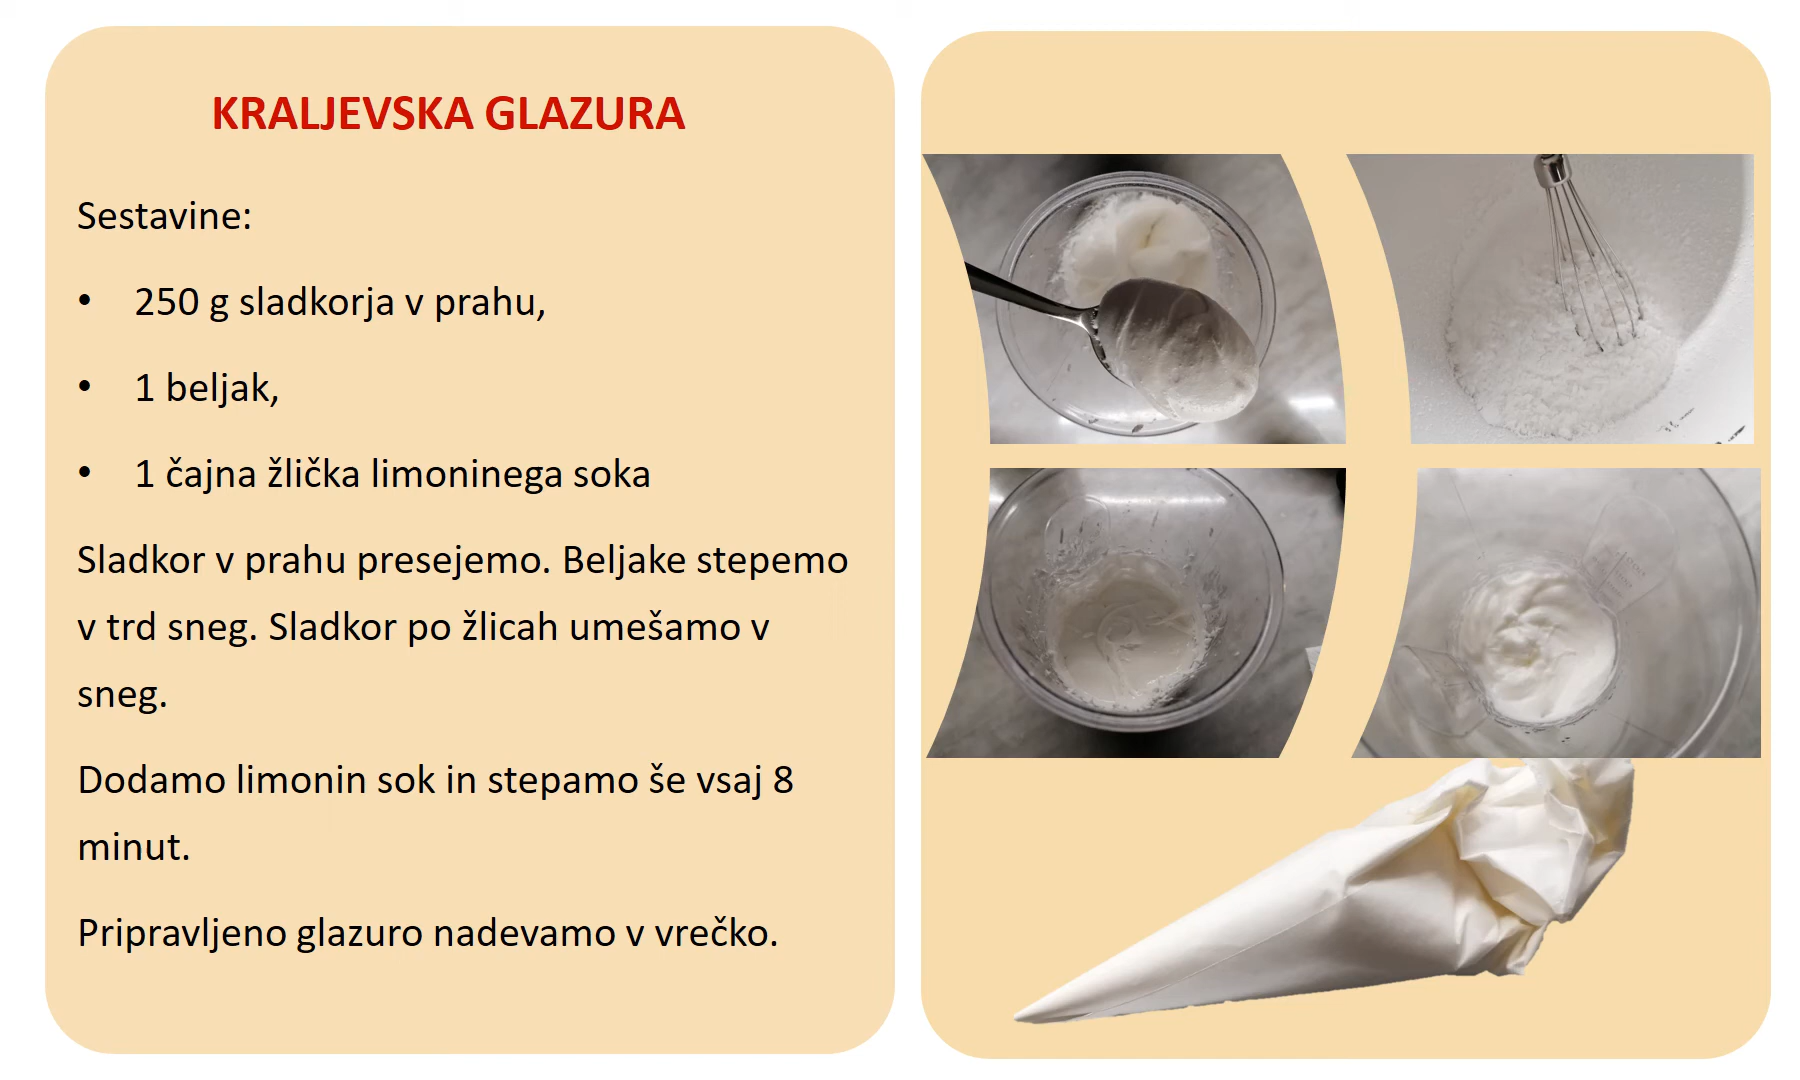 KRALJEVSKA GLAZURA
Sestavine:
• 250 g sladkorja v prahu,
• 1 beljak,
• 1 čajna žlička limoninega soka
Sladkor v prahu presejemo. Beljake stepemo
v trd sneg. Sladkor po žlicah umešamo v
sneg.
Dodamo limonin sok in stepamo še vsaj 8
minut.
Pripravljeno glazuro nadevamo v vrečko.